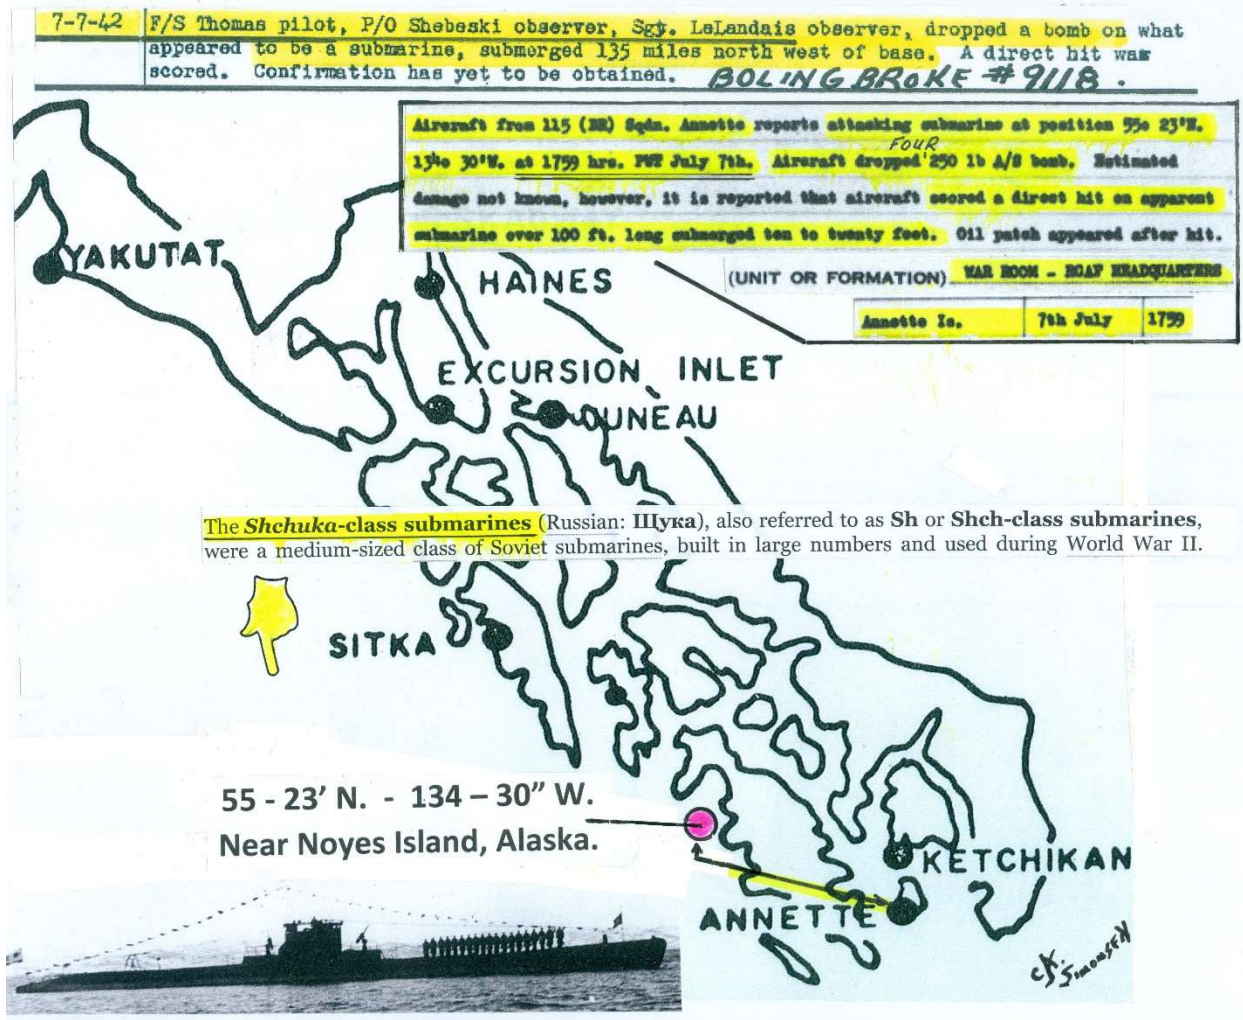 7-7-42 F/S Thomas pilot, P/O Shebeski observer, Sgt. LeLandais observer, dropped a bomb on what
appeared to be a submarine, submerged 135 miles north west of base. A direct hit was
scored. Confirmation has yet to be obtained. BOLINGBROKE #9118.
Aircraft from 115 (BR) Sqdn. Annette reports attacking submarine at position 55o 23'N.
FOUR
134o 30'W. at 1759 hrs. PWT July 7th. Aircraft dropped 250 lb A/S bomb. Estimated
damage not known, however, it is reported that aircraft scored a direct hit on apparent
submarine over 100 ft. long submerged ten to twenty feet. Oil patch appeared after hit.
(UNIT OR FORMATION) WAR ROOM - RCAF HEADQUARTERS
Annette Is. 7th July 1759
YAKUTAT
HAINES
EXCURSION INLET
JUNEAU
The Shchuka-class submarines (Russian: Щука), also referred to as Sh or Shch-class submarines,
were a medium-sized class of Soviet submarines, built in large numbers and used during World War II.
SITKA
55 - 23’ N. - 134 – 30” W.
Near Noyes Island, Alaska.
KETCHIKAN
ANNETTE
CK. SIMONSEN